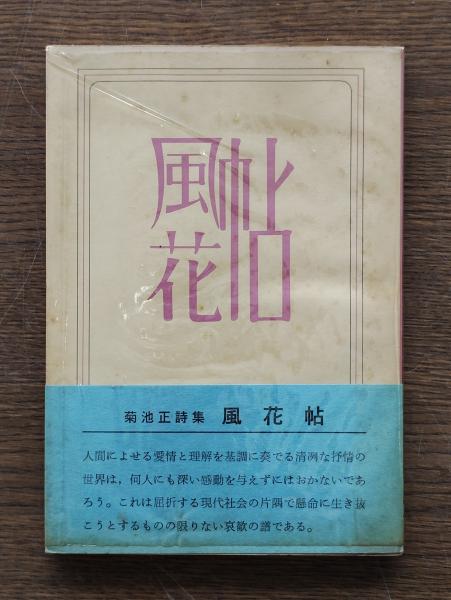 風花帖
菊池正詩集 風花帖
人間によせる愛情と理解を基調に奏でる清冽な抒情の
世界は，何人にも深い感動を与えずにはおかないであ
ろう。これは屈折する現代社会の片隅で懸命に生き抜
こうとするものの限りない哀歓の譜である。